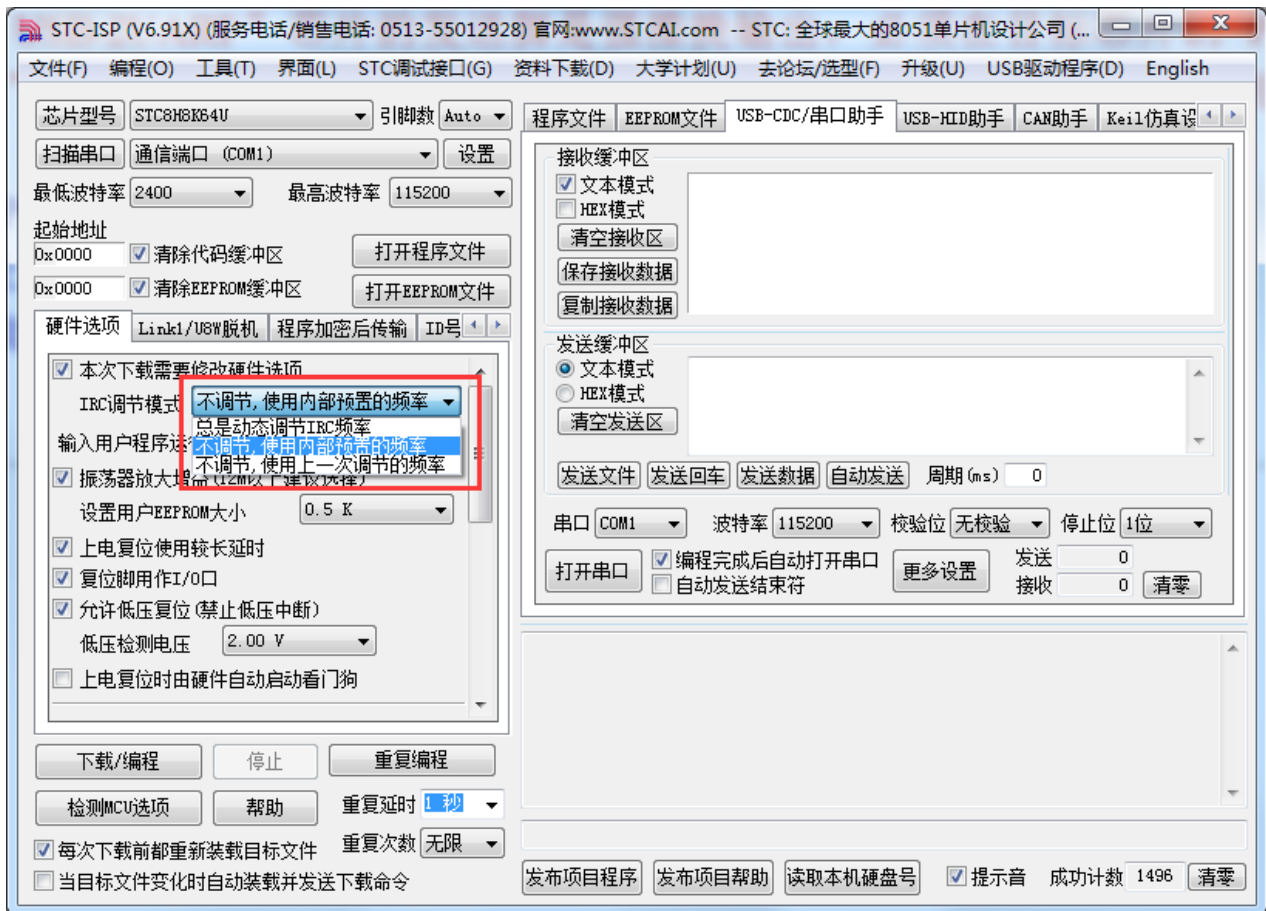 STC-ISP (V6.91X) (服务电话/销售电话: 0513-55012928) 官网:www.STCAI.com -- STC: 全球最大的8051单片机设计公司 (...
文件(F) 编程(O) 工具(T) 界面(L) STC调试接口(G) 资料下载(D) 大学计划(U) 去论坛/选型(F) 升级(U) USB驱动程序(D) English
芯片型号 STC8H8K64U 引脚数 Auto
扫描串口 通信端口 (COM1) 设置
最低波特率 2400 最高波特率 115200
起始地址
0x0000 清除代码缓冲区 打开程序文件
0x0000 清除EEPROM缓冲区 打开EEPROM文件
硬件选项 Link1/U8W脱机 程序加密后传输 ID号
本次下载需要修改硬件选项
IRC调节模式 不调节,使用内部预置的频率
总是动态调节IRC频率
输入用户程序运 不调节,使用内部预置的频率
不调节,使用上一次调节的频率
振荡器放大增益(12M以上建议选择)
设置用户EEPROM大小 0.5 K
上电复位使用较长延时
复位脚用作I/O口
允许低压复位(禁止低压中断)
低压检测电压 2.00 V
上电复位时由硬件自动启动看门狗
下载/编程 停止 重复编程
检测MCU选项 帮助 重复延时 1 秒
每次下载前都重新装载目标文件 重复次数 无限
当目标文件变化时自动装载并发送下载命令
程序文件 EEPROM文件 USB-CDC/串口助手 USB-HID助手 CAN助手 Keil仿真设
接收缓冲区
文本模式
HEX模式
清空接收区
保存接收数据
复制接收数据
发送缓冲区
文本模式
HEX模式
清空发送区
发送文件 发送回车 发送数据 自动发送 周期(ms) 0
串口 COM1 波特率 115200 校验位 无校验 停止位 1位
打开串口 编程完成后自动打开串口 更多设置 发送 0
自动发送结束符 接收 0 清零
发布项目程序 发布项目帮助 读取本机硬盘号 提示音 成功计数 1496 清零